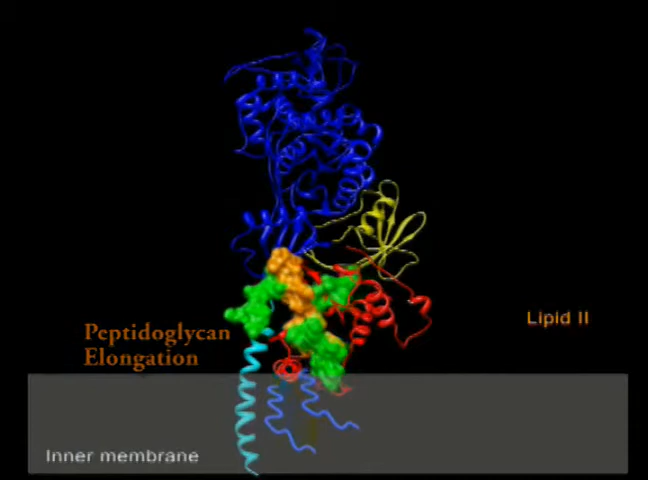 Lipid II
Peptidoglycan
Elongation
Inner membrane